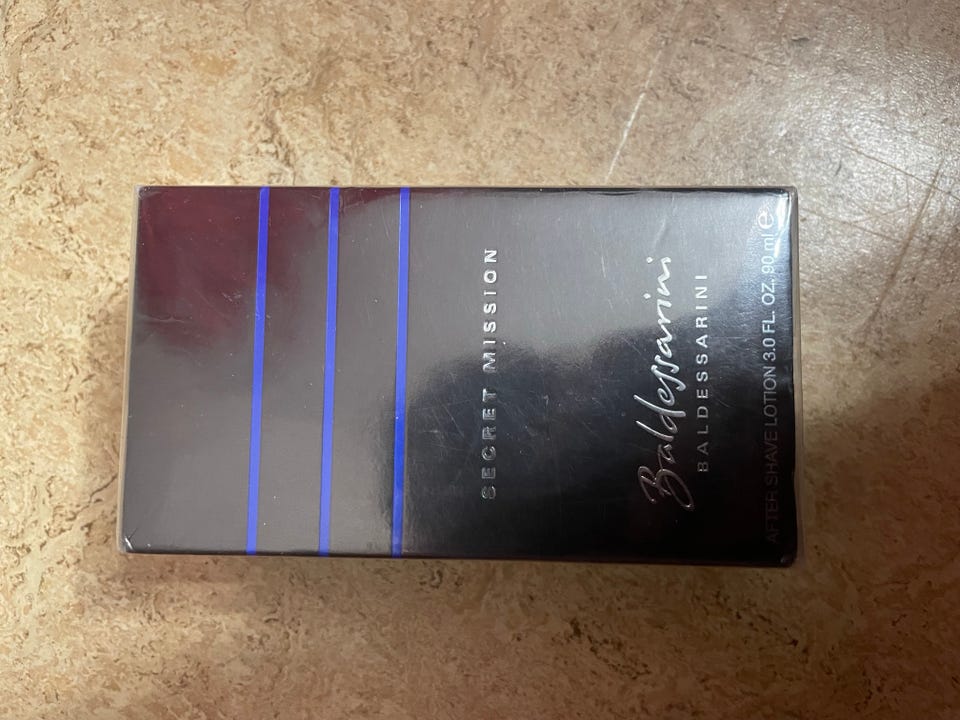 SECRET MISSION
Baldessarini
BALDESSARINI
AFTER SHAVE LOTION 3.0 FL. OZ. 90 ml ℮